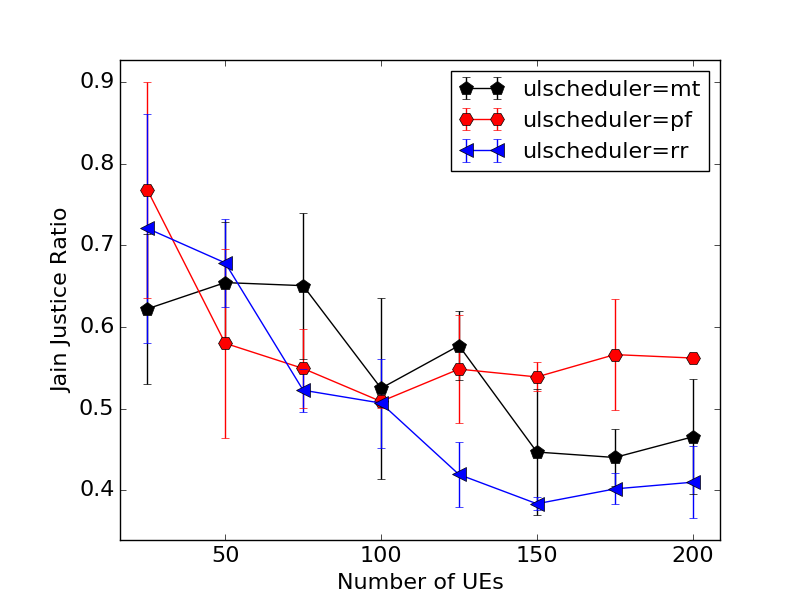 0.9
0.8
0.7
0.6
0.5
0.4
Jain Justice Ratio
ulscheduler=mt
ulscheduler=pf
ulscheduler=rr
50
100
150
200
Number of UEs